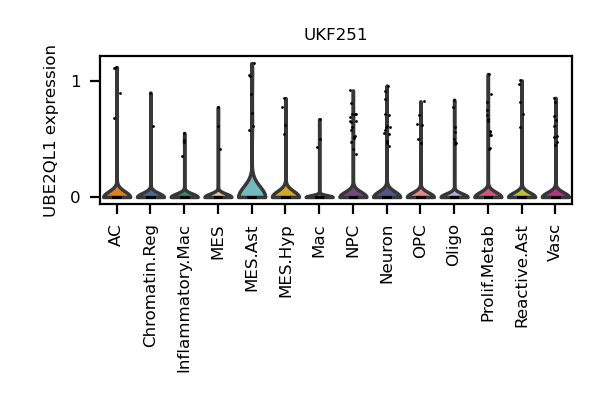 UKF251
UBE2QL1 expression
1
0
AC
Chromatin.Reg
Inflammatory.Mac
MES
MES.Ast
MES.Hyp
Mac
NPC
Neuron
OPC
Oligo
Prolif.Metab
Reactive.Ast
Vasc